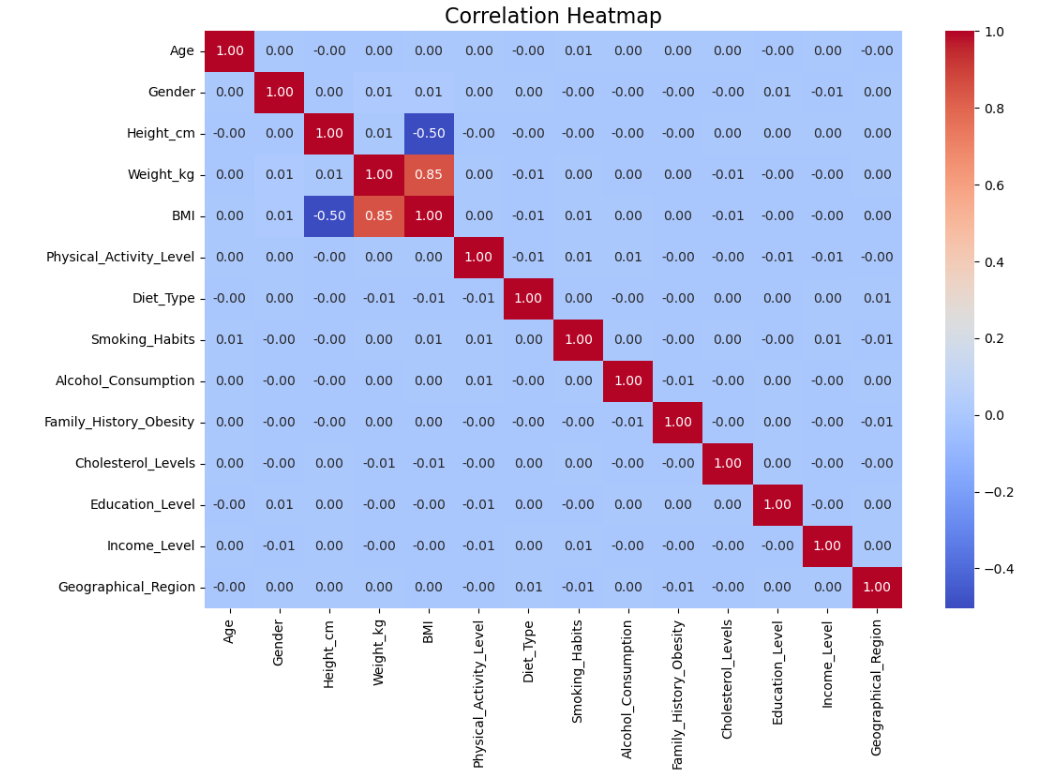 Correlation Heatmap
Age 1.00 0.00 -0.00 0.00 0.00 0.00 -0.00 0.01 0.00 0.00 0.00 -0.00 0.00 -0.00
Gender 0.00 1.00 0.00 0.01 0.01 0.00 0.00 -0.00 -0.00 -0.00 -0.00 0.01 -0.01 0.00
Height_cm -0.00 0.00 1.00 0.01 -0.50 -0.00 -0.00 -0.00 -0.00 -0.00 0.00 0.00 0.00 0.00
Weight_kg 0.00 0.01 0.01 1.00 0.85 0.00 -0.01 0.00 0.00 0.00 -0.01 -0.00 -0.00 0.00
BMI 0.00 0.01 -0.50 0.85 1.00 0.00 -0.01 0.01 0.00 0.00 -0.01 -0.00 -0.00 0.00
Physical_Activity_Level 0.00 0.00 -0.00 0.00 0.00 1.00 -0.01 0.01 0.01 -0.00 -0.00 -0.01 -0.01 -0.00
Diet_Type -0.00 0.00 -0.00 -0.01 -0.01 -0.01 1.00 0.00 -0.00 -0.00 0.00 0.00 0.00 0.01
Smoking_Habits 0.01 -0.00 -0.00 0.00 0.01 0.01 0.00 1.00 0.00 -0.00 0.00 -0.00 0.01 -0.01
Alcohol_Consumption 0.00 -0.00 -0.00 0.00 0.00 0.01 -0.00 0.00 1.00 -0.01 -0.00 0.00 -0.00 0.00
Family_History_Obesity 0.00 -0.00 -0.00 0.00 0.00 -0.00 -0.00 -0.00 -0.01 1.00 -0.00 0.00 -0.00 -0.01
Cholesterol_Levels 0.00 -0.00 0.00 -0.01 -0.01 -0.00 0.00 0.00 -0.00 -0.00 1.00 0.00 -0.00 -0.00
Education_Level -0.00 0.01 0.00 -0.00 -0.00 -0.01 0.00 -0.00 0.00 0.00 0.00 1.00 -0.00 0.00
Income_Level 0.00 -0.01 0.00 -0.00 -0.00 -0.01 0.00 0.01 -0.00 -0.00 -0.00 -0.00 1.00 0.00
Geographical_Region -0.00 0.00 0.00 0.00 0.00 -0.00 0.01 -0.01 0.00 -0.01 -0.00 0.00 0.00 1.00
Age
Gender
Height_cm
Weight_kg
BMI
Physical_Activity_Level
Diet_Type
Smoking_Habits
Alcohol_Consumption
Family_History_Obesity
Cholesterol_Levels
Education_Level
Income_Level
Geographical_Region
1.0
0.8
0.6
0.4
0.2
0.0
−0.2
−0.4